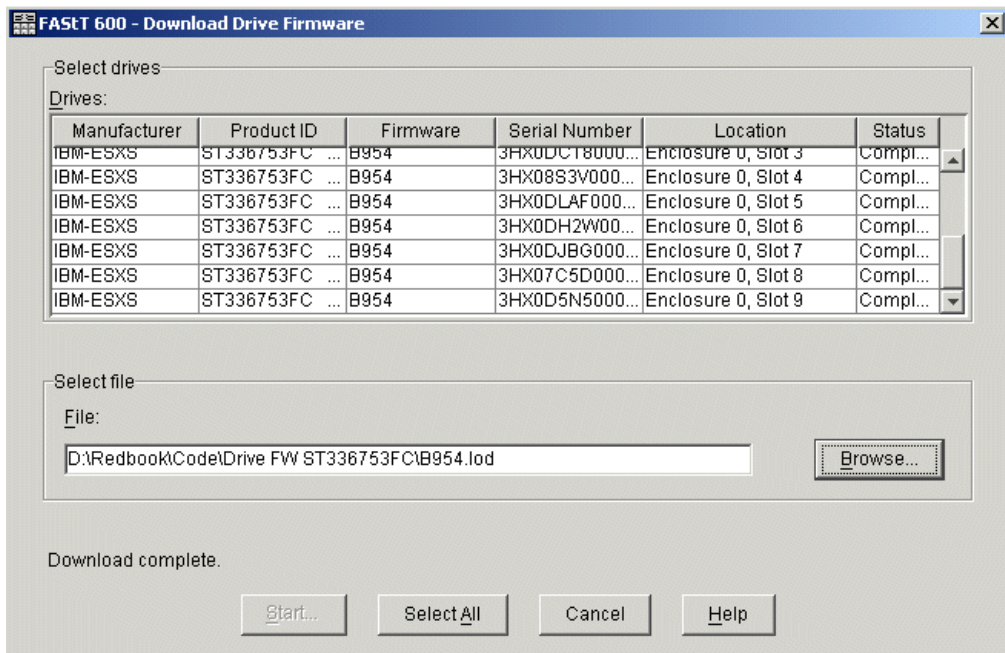 FAStT 600 - Download Drive Firmware
Select drives
Drives:
Manufacturer Product ID Firmware Serial Number Location Status
IBM-ESXS ST336753FC ... B954 3HX0DCT8000... Enclosure 0, Slot 3 Compl...
IBM-ESXS ST336753FC ... B954 3HX08S3V000... Enclosure 0, Slot 4 Compl...
IBM-ESXS ST336753FC ... B954 3HX0DLAF000... Enclosure 0, Slot 5 Compl...
IBM-ESXS ST336753FC ... B954 3HX0DH2W00... Enclosure 0, Slot 6 Compl...
IBM-ESXS ST336753FC ... B954 3HX0DJBG000... Enclosure 0, Slot 7 Compl...
IBM-ESXS ST336753FC ... B954 3HX07C5D000... Enclosure 0, Slot 8 Compl...
IBM-ESXS ST336753FC ... B954 3HX0D5N5000... Enclosure 0, Slot 9 Compl...
Select file
File:
D:\Redbook\Code\Drive FW ST336753FC\B954.lod Browse...
Download complete.
Start... Select All Cancel Help